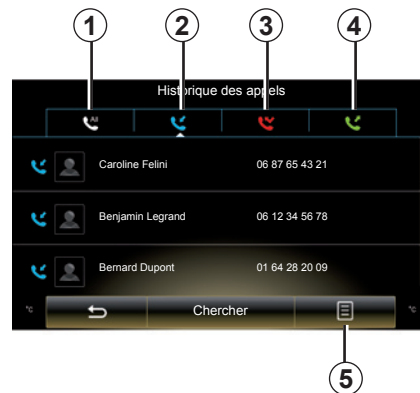 1 2 3 4
Historique des appels
All
Caroline Felini 06 87 65 43 21
Benjamin Legrand 06 12 34 56 78
Bernard Dupont 01 64 28 20 09
°C Chercher °C
5